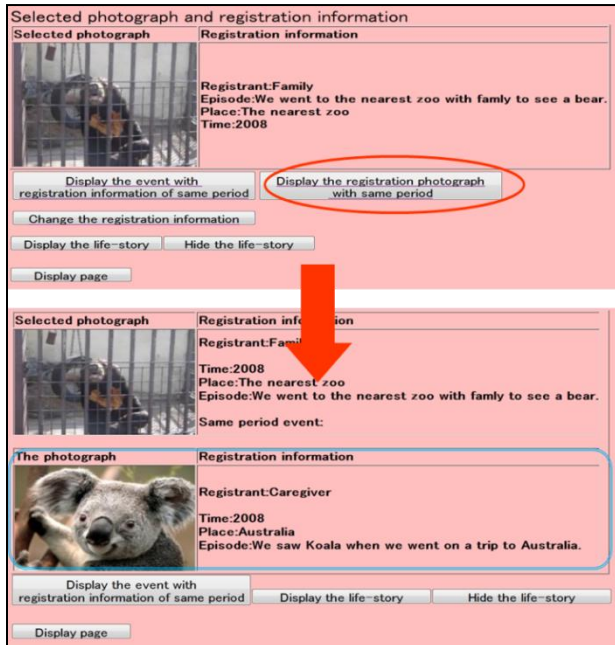 Selected photograph and registration information
Selected photograph Registration information
Registrant:Family
Episode:We went to the nearest zoo with famly to see a bear.
Place:The nearest zoo
Time:2008
Display the event with
registration information of same period
Display the registration photograph
with same period
Change the registration information
Display the life-story Hide the life-story
Display page
Selected photograph Registration information
Registrant:Family
Time:2008
Place:The nearest zoo
Episode:We went to the nearest zoo with famly to see a bear.
Same period event:
The photograph Registration information
Registrant:Caregiver
Time:2008
Place:Australia
Episode:We saw Koala when we went on a trip to Australia.
Display the event with
registration information of same period
Display the life-story Hide the life-story
Display page